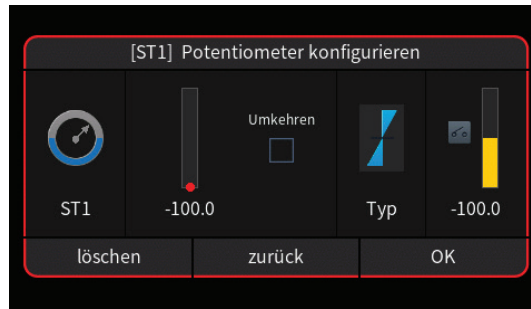 [ST1] Potentiometer konfigurieren
Umkehren
ST1
-100.0
Typ
-100.0
löschen
zurück
OK